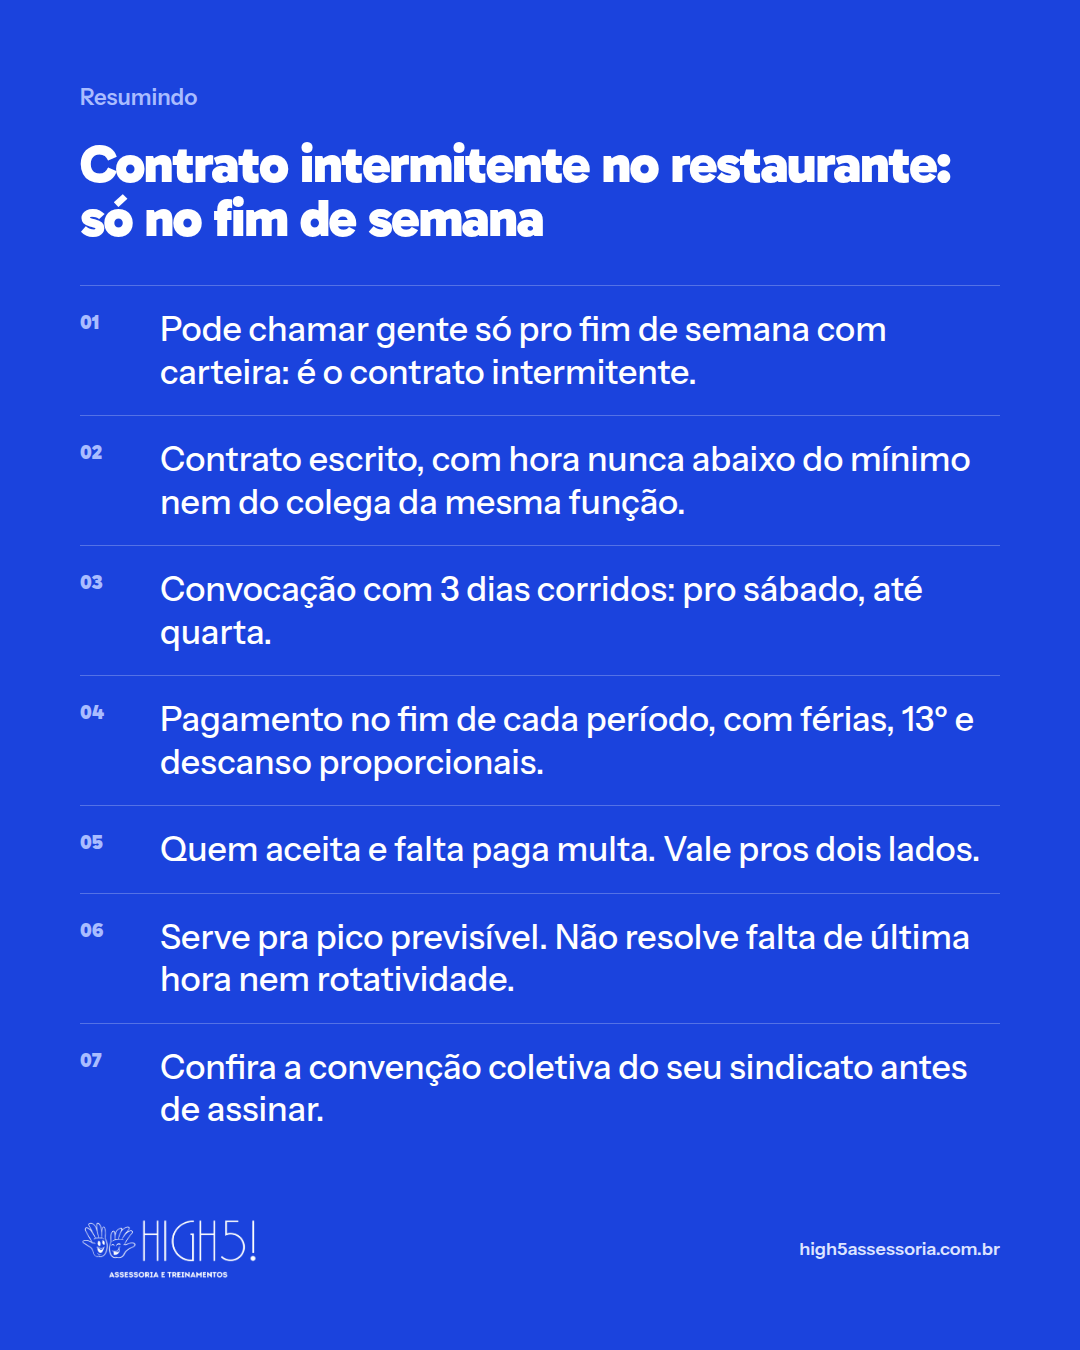 Resumindo
Contrato intermitente no restaurante:
só no fim de semana
01
Pode chamar gente só pro fim de semana com
carteira: é o contrato intermitente.
02
Contrato escrito, com hora nunca abaixo do mínimo
nem do colega da mesma função.
03
Convocação com 3 dias corridos: pro sábado, até
quarta.
04
Pagamento no fim de cada período, com férias, 13º e
descanso proporcionais.
05
Quem aceita e falta paga multa. Vale pros dois lados.
06
Serve pra pico previsível. Não resolve falta de última
hora nem rotatividade.
07
Confira a convenção coletiva do seu sindicato antes
de assinar.
HIGH5!
ASSESSORIA E TREINAMENTOS
high5assessoria.com.br